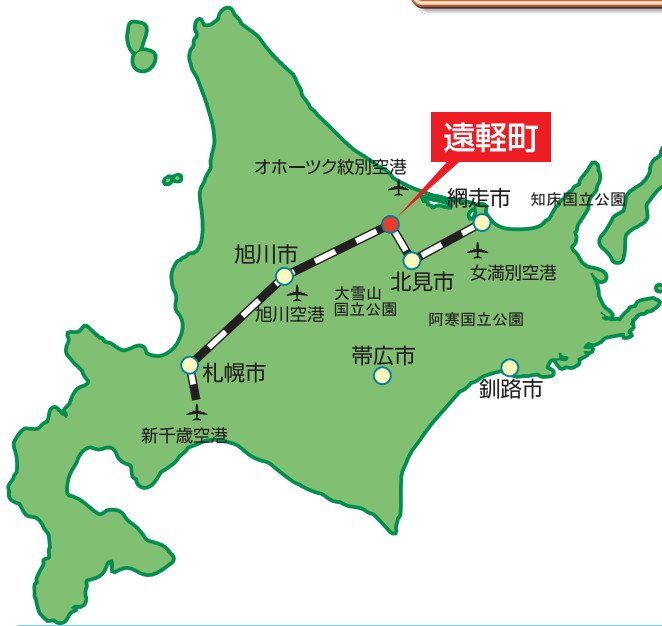 遠軽町
オホーツク紋別空港
網走市
知床国立公園
旭川市
北見市
女満別空港
大雪山
国立公園
旭川空港
阿寒国立公園
帯広市
札幌市
釧路市
新千歳空港